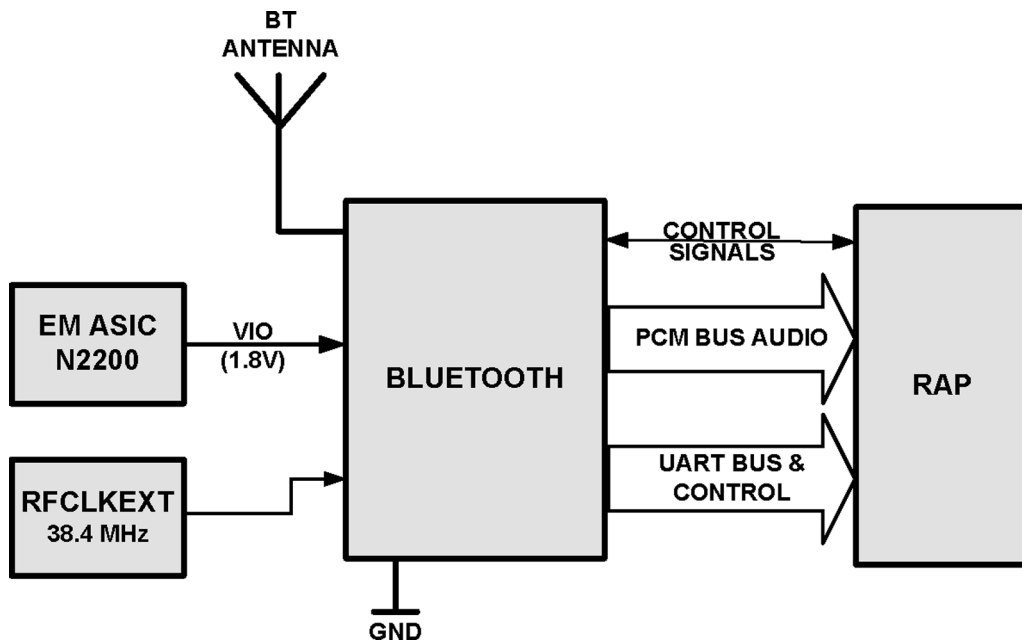 BT
ANTENNA
EM ASIC
N2200
VIO
(1.8V)
RFCLKEXT
38.4 MHz
BLUETOOTH
GND
CONTROL
SIGNALS
PCM BUS AUDIO
UART BUS &
CONTROL
RAP